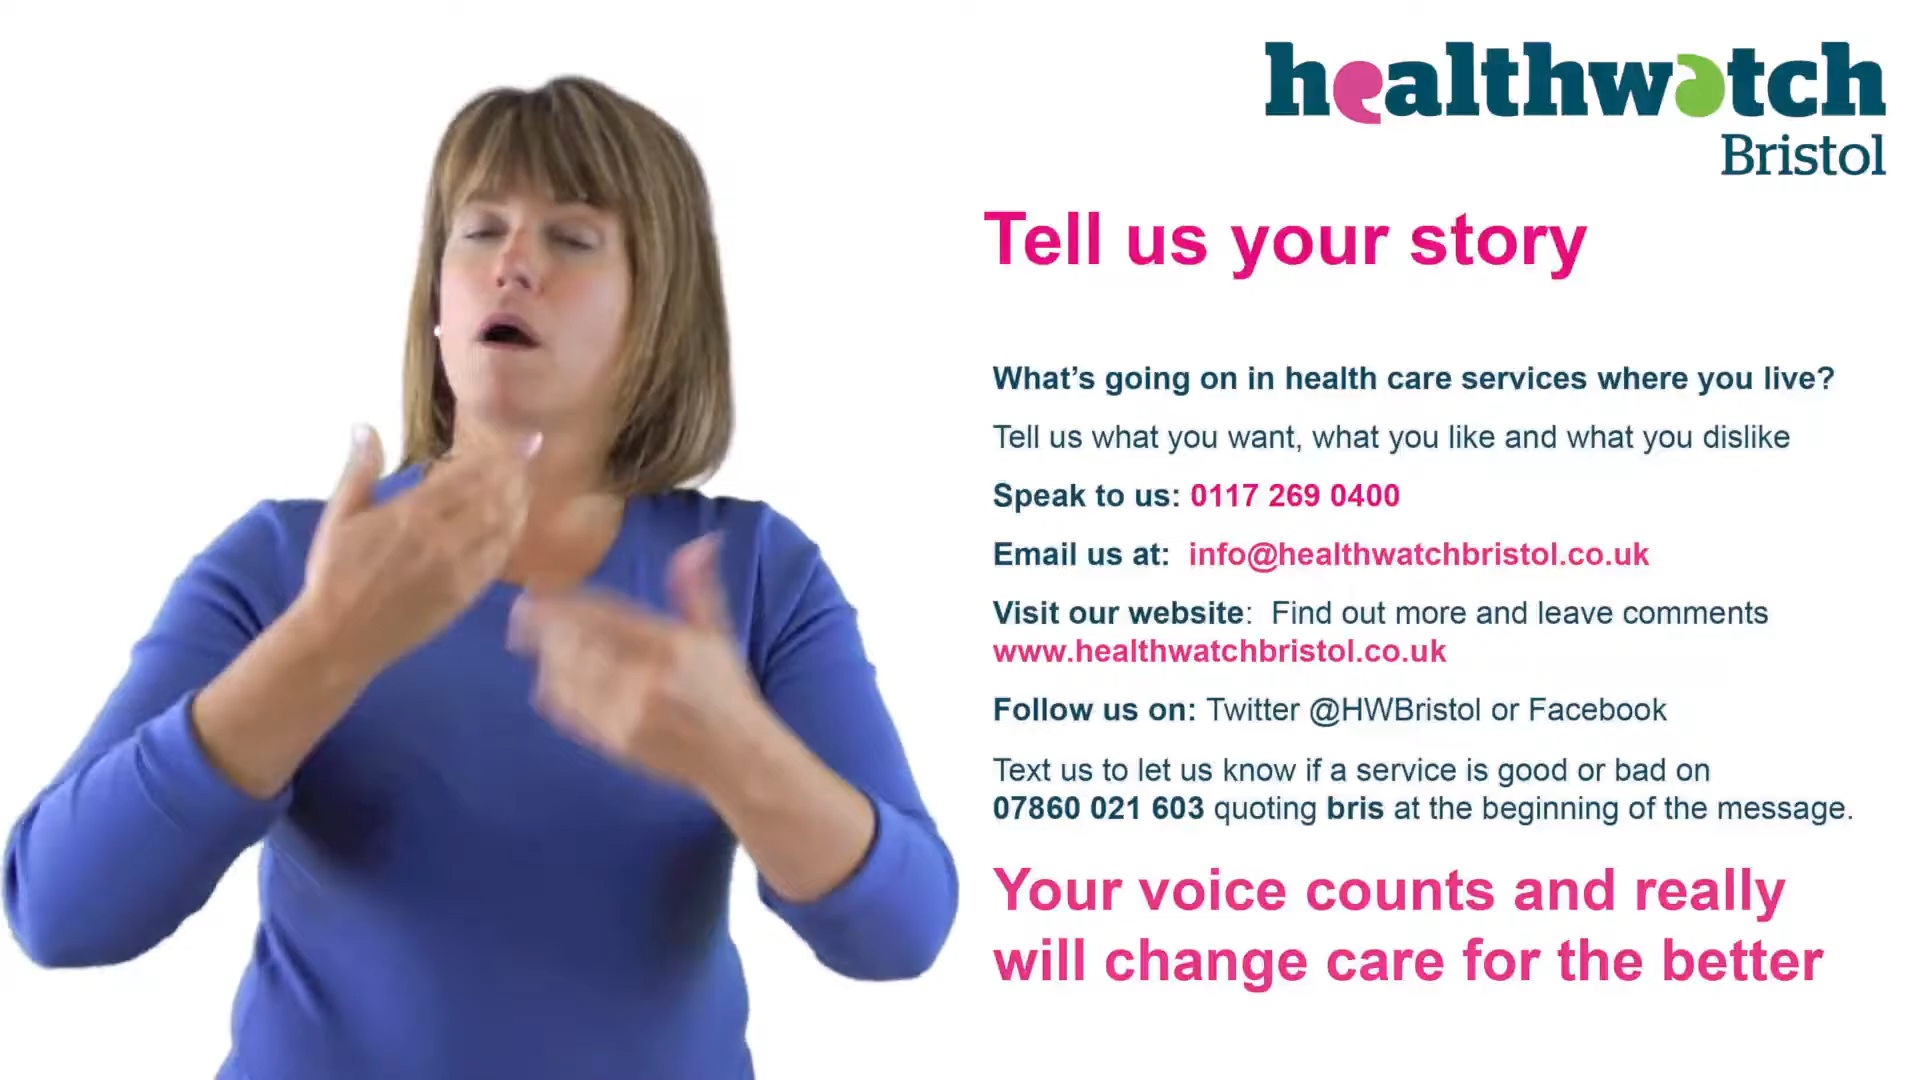 healthwatch
Bristol
Tell us your story
What's going on in health care services where you live?
Tell us what you want, what you like and what you dislike
Speak to us: 0117 269 0400
Email us at: info@healthwatchbristol.co.uk
Visit our website: Find out more and leave comments
www.healthwatchbristol.co.uk
Follow us on: Twitter @HWBristol or Facebook
Text us to let us know if a service is good or bad on
07860 021 603 quoting bris at the beginning of the message.
Your voice counts and really
will change care for the better